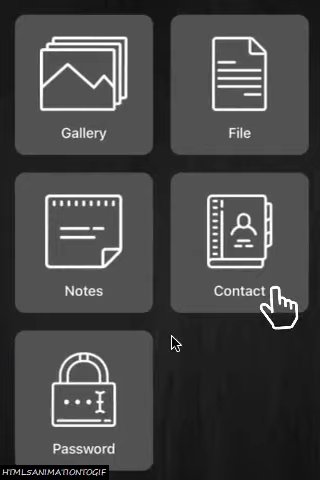 Gallery
File
Notes
Contact
Password
HTML5ANIMATIONTOGIF